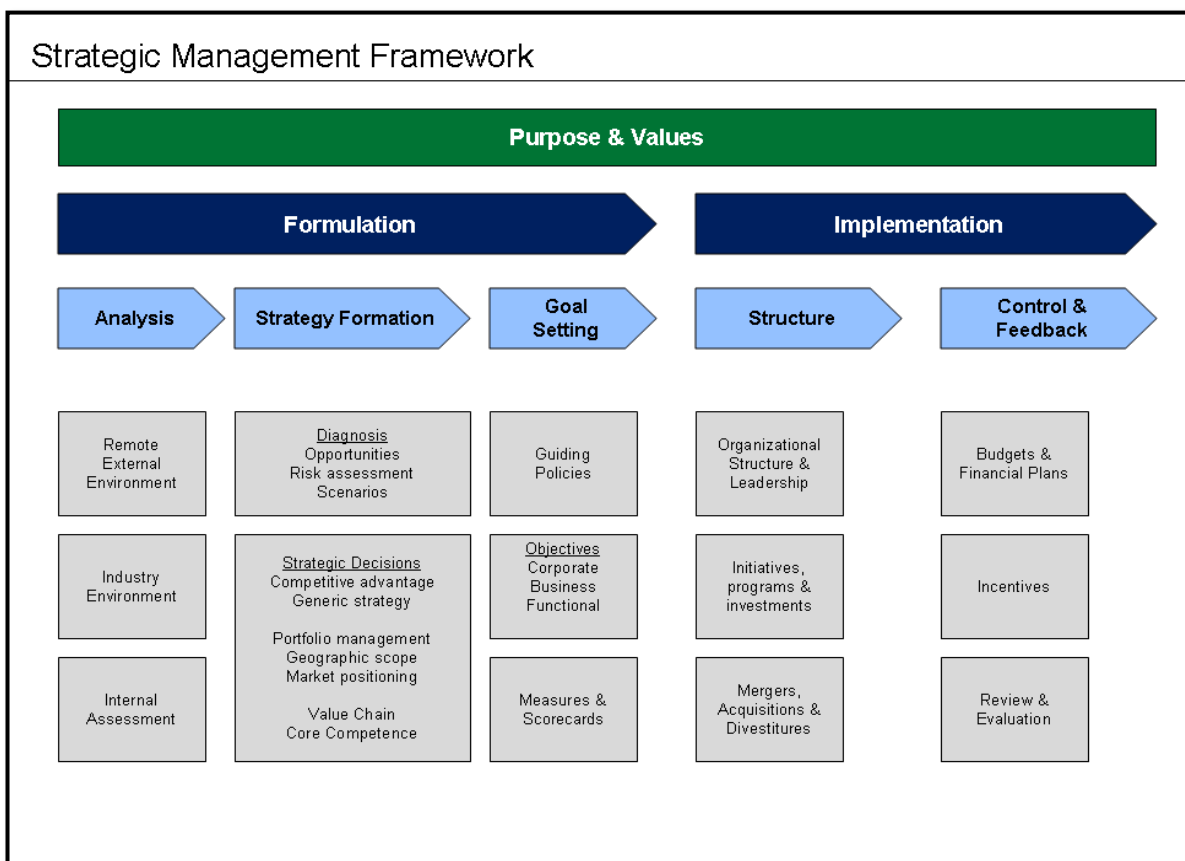 Strategic Management Framework
Purpose & Values
Formulation
Implementation
Analysis
Strategy Formation
Goal
Setting
Structure
Control &
Feedback
Remote
External
Environment
Industry
Environment
Internal
Assessment
Diagnosis
Opportunities
Risk assessment
Scenarios
Strategic Decisions
Competitive advantage
Generic strategy
Portfolio management
Geographic scope
Market positioning
Value Chain
Core Competence
Guiding
Policies
Objectives
Corporate
Business
Functional
Measures &
Scorecards
Organizational
Structure &
Leadership
Initiatives,
programs &
investments
Mergers,
Acquisitions &
Divestitures
Budgets &
Financial Plans
Incentives
Review &
Evaluation